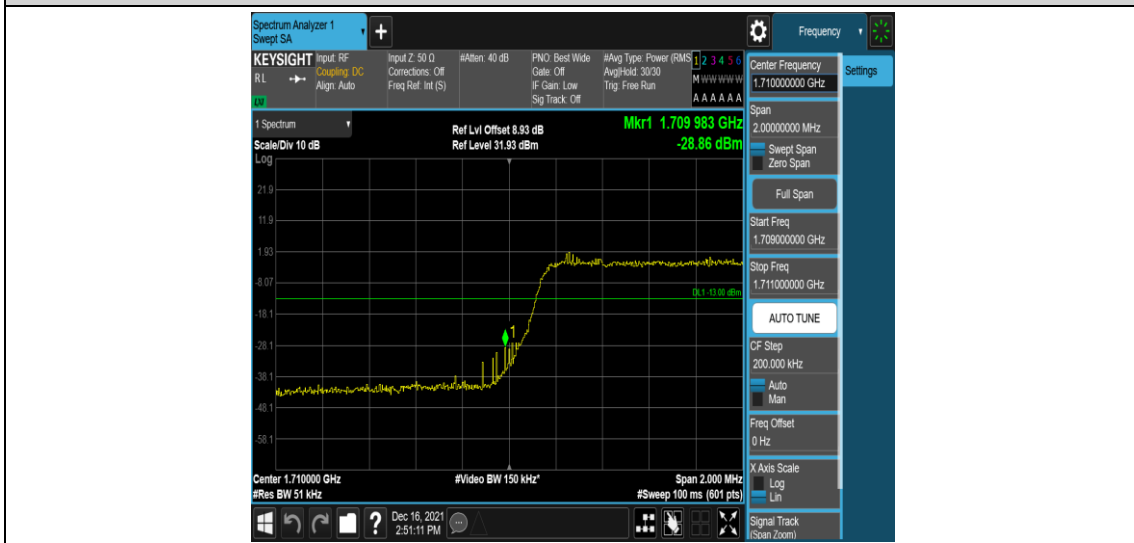 Spectrum Analyzer 1
Swept SA
+
Frequency
KEYSIGHT
RL
LXI
Input: RF
Coupling: DC
Align: Auto
Input Z: 50 Ω
Corrections: Off
Freq Ref: Int (S)
#Atten: 40 dB
PNO: Best Wide
Gate: Off
IF Gain: Low
Sig Track: Off
#Avg Type: Power (RMS
Avg|Hold: 30/30
Trig: Free Run
1 2 3 4 5 6
M W W W W W
A A A A A A
1 Spectrum
Scale/Div 10 dB
Ref Lvl Offset 8.93 dB
Ref Level 31.93 dBm
Mkr1 1.709 983 GHz
-28.86 dBm
Log
21.9
11.9
1.93
-8.07
-18.1
-28.1
-38.1
-48.1
-58.1
DL1 -13.00 dBm
1
Center 1.710000 GHz
#Video BW 150 kHz*
Span 2.000 MHz
#Res BW 51 kHz
#Sweep 100 ms (601 pts)
Center Frequency
1.710000000 GHz
Settings
Span
2.00000000 MHz
Swept Span
Zero Span
Full Span
Start Freq
1.709000000 GHz
Stop Freq
1.711000000 GHz
AUTO TUNE
CF Step
200.000 kHz
Auto
Man
Freq Offset
0 Hz
X Axis Scale
Log
Lin
Signal Track
(Span Zoom)
?
Dec 16, 2021
2:51:11 PM